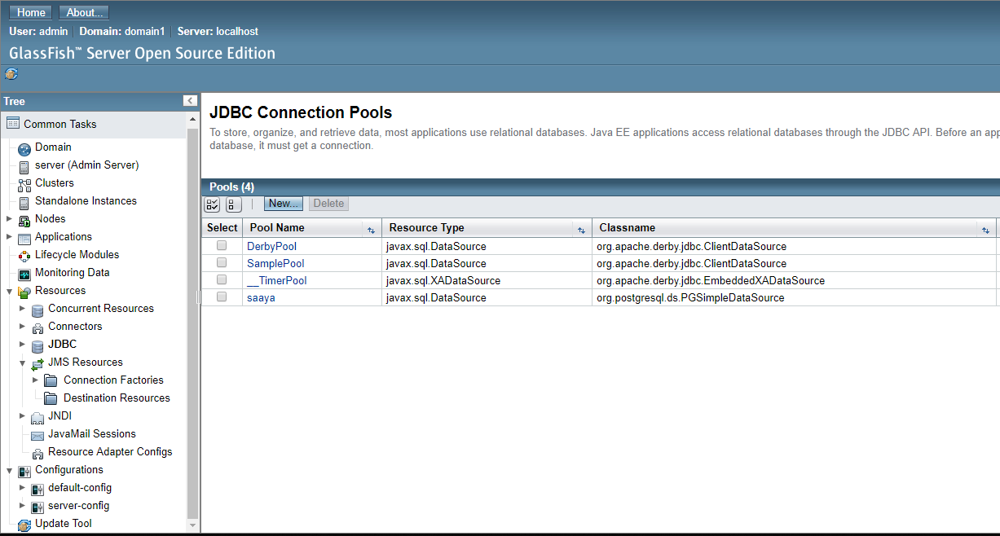 Home About...
User: admin Domain: domain1 Server: localhost
GlassFish™ Server Open Source Edition
Tree
Common Tasks
Domain
server (Admin Server)
Clusters
Standalone Instances
Nodes
Applications
Lifecycle Modules
Monitoring Data
Resources
Concurrent Resources
Connectors
JDBC
JMS Resources
Connection Factories
Destination Resources
JNDI
JavaMail Sessions
Resource Adapter Configs
Configurations
default-config
server-config
Update Tool
JDBC Connection Pools
To store, organize, and retrieve data, most applications use relational databases. Java EE applications access relational databases through the JDBC API. Before an app
database, it must get a connection.
Pools (4)
New... Delete
Select Pool Name Resource Type Classname
DerbyPool javax.sql.DataSource org.apache.derby.jdbc.ClientDataSource
SamplePool javax.sql.DataSource org.apache.derby.jdbc.ClientDataSource
__TimerPool javax.sql.XADataSource org.apache.derby.jdbc.EmbeddedXADataSource
saaya javax.sql.DataSource org.postgresql.ds.PGSimpleDataSource